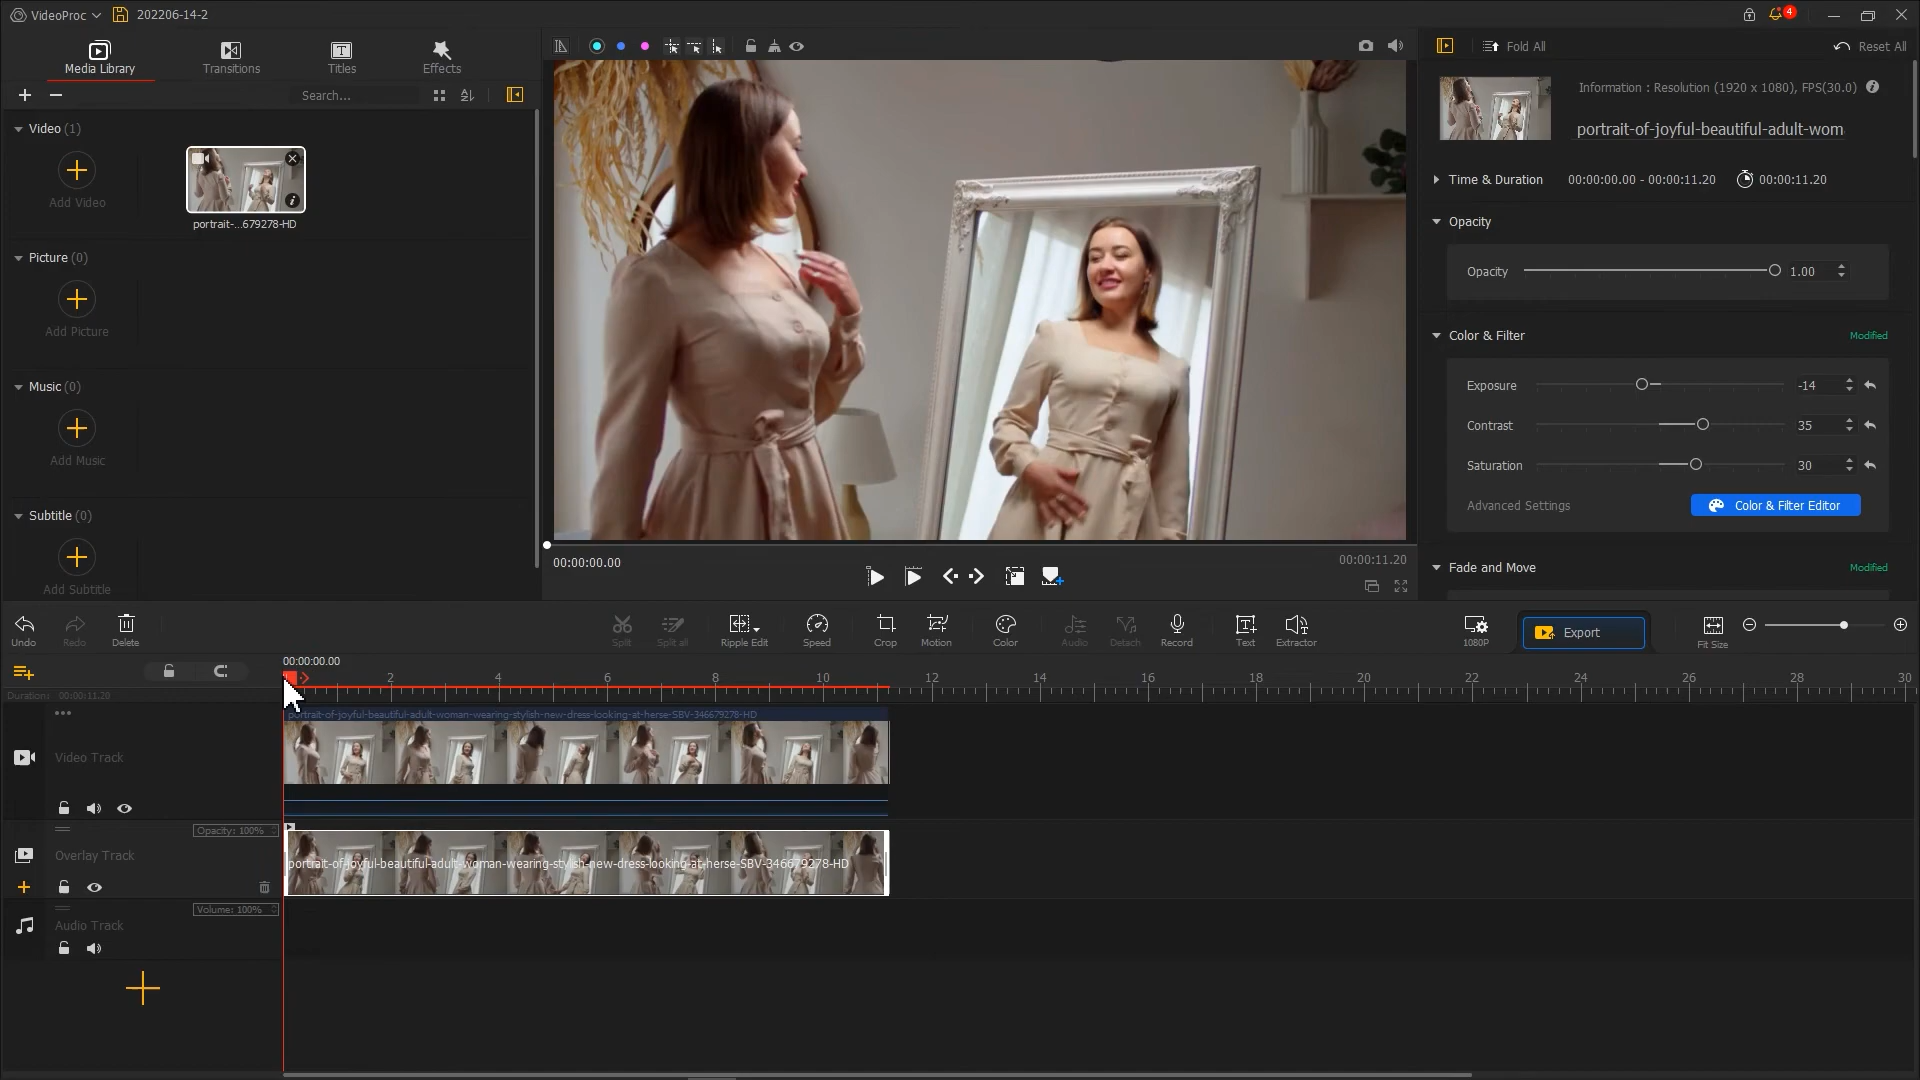 VideoProc
202206-14-2
4
Media Library
Transitions
Titles
Effects
Fold All
Reset All
Search...
Information : Resolution (1920 x 1080), FPS(30.0)
portrait-of-joyful-beautiful-adult-wom
Video (1)
Add Video
portrait-...679278-HD
Picture (0)
Add Picture
Music (0)
Add Music
Subtitle (0)
Add Subtitle
Time & Duration
00:00:00.00 - 00:00:11.20
00:00:11.20
Opacity
Opacity
1.00
Color & Filter
Modified
Exposure
-14
Contrast
35
Saturation
30
Advanced Settings
Color & Filter Editor
Fade and Move
Modified
00:00:00.00
00:00:11.20
Undo
Redo
Delete
Split
Split all
Ripple Edit
Speed
Crop
Motion
Color
Audio
Detach
Record
Text
Extractor
1080P
Export
Fit Size
00:00:00.00
2
4
6
8
10
12
14
16
18
20
22
24
26
28
30
Duration: 00:00:11.20
portrait-of-joyful-beautiful-adult-woman-wearing-stylish-new-dress-looking-at-herse-SBV-346679278-HD
Video Track
Opacity: 100%
Overlay Track
portrait-of-joyful-beautiful-adult-woman-wearing-stylish-new-dress-looking-at-herse-SBV-346679278-HD
Volume: 100%
Audio Track